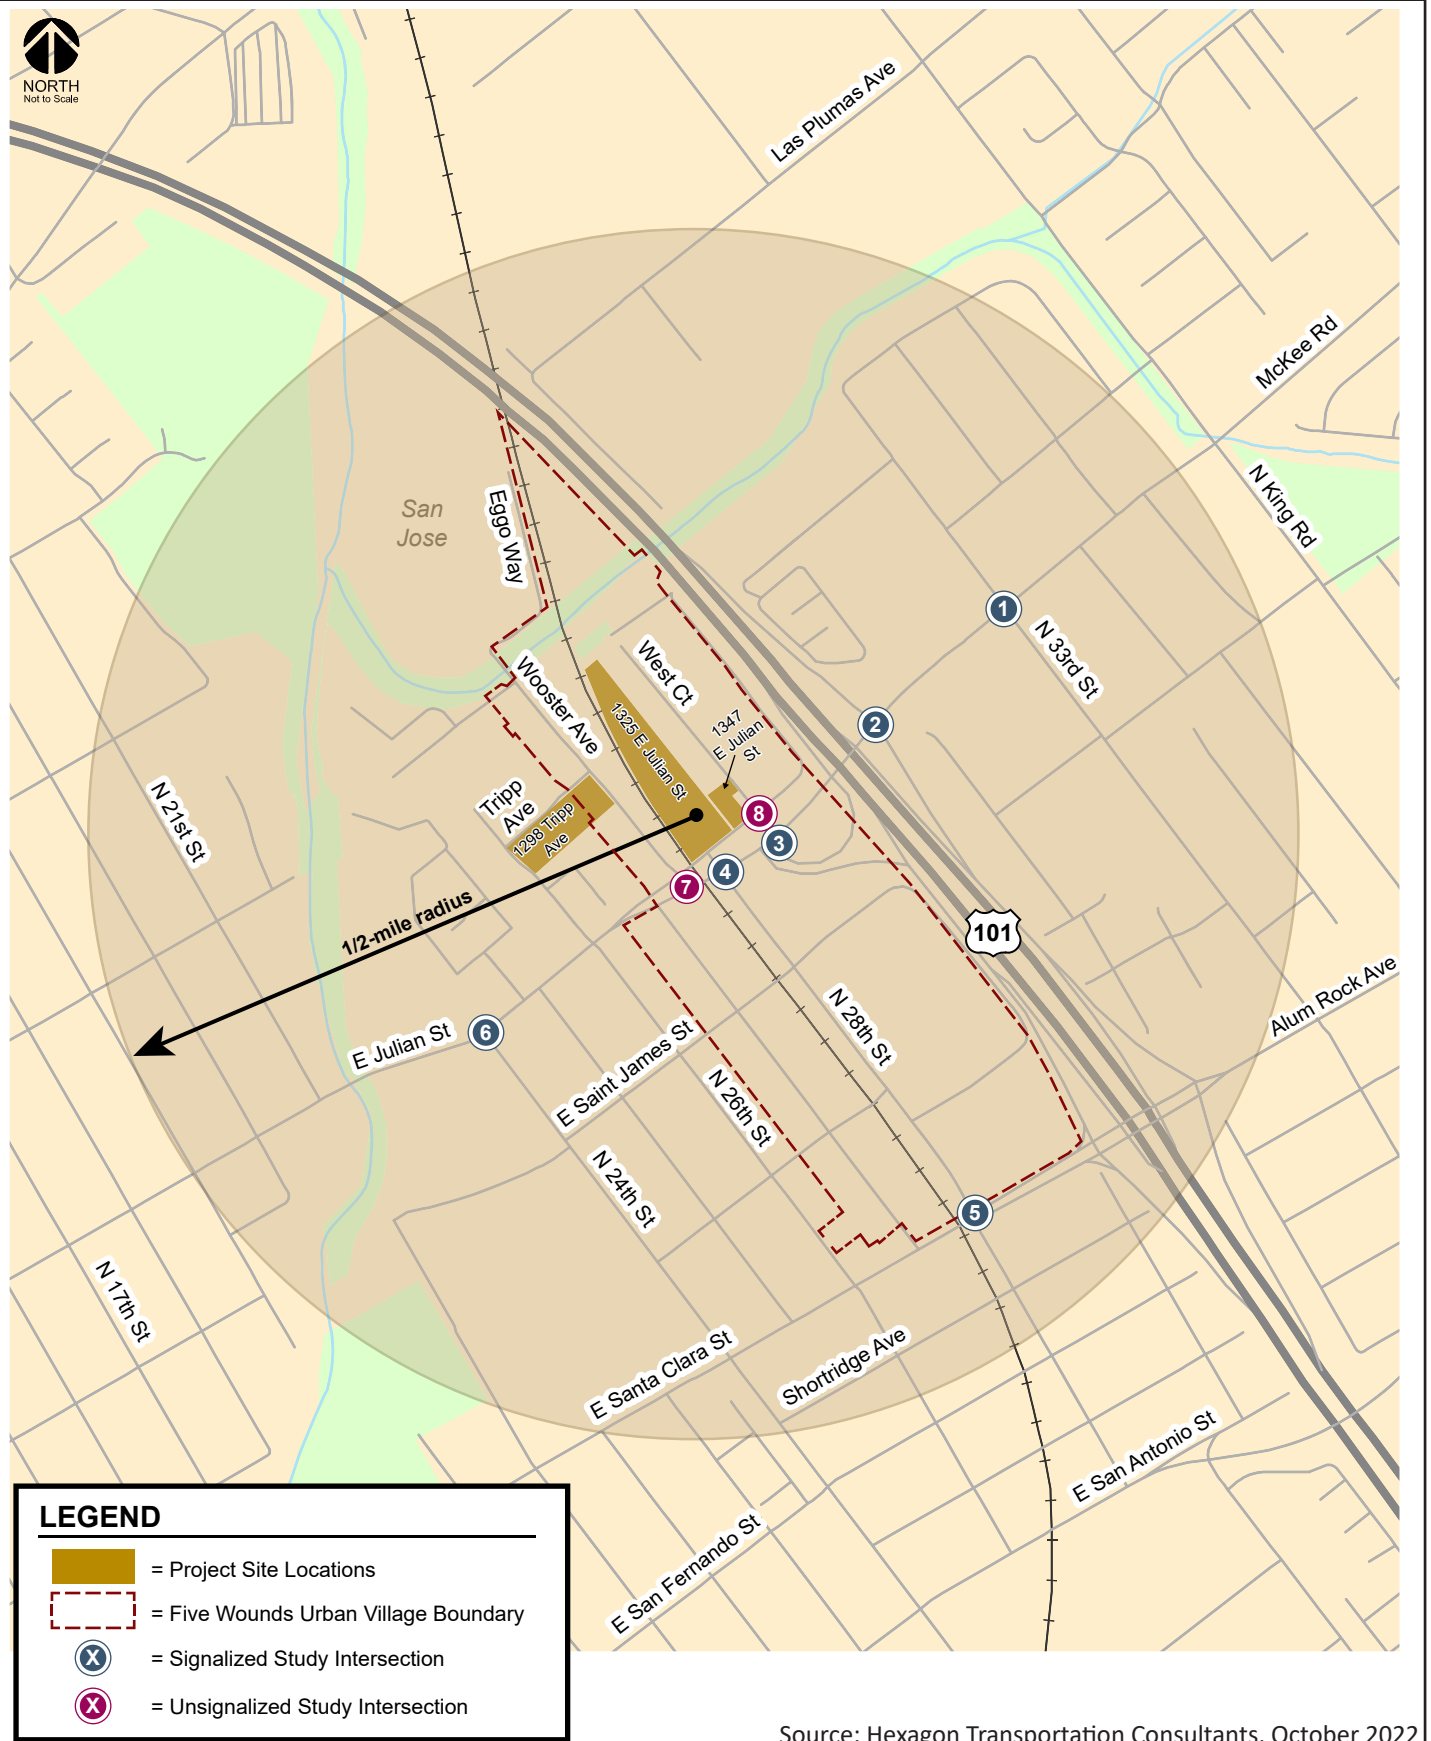 NORTH
Not to Scale
Las Plumas Ave
McKee Rd
N King Rd
San
Jose
Eggo Way
1
N 33rd St
West Ct
Wooster Ave
2
1325 E Julian St
1347
E Julian
St
Tripp
Ave
1298 Tripp
Ave
8
3
4
7
N 21st St
1/2-mile radius
101
Alum Rock Ave
N 28th St
6
E Julian St
E Saint James St
N 26th St
N 24th St
5
N 17th St
E Santa Clara St
Shortridge Ave
E San Antonio St
E San Fernando St
LEGEND
= Project Site Locations
= Five Wounds Urban Village Boundary
X = Signalized Study Intersection
X = Unsignalized Study Intersection
Source: Hexagon Transportation Consultants, October 2022